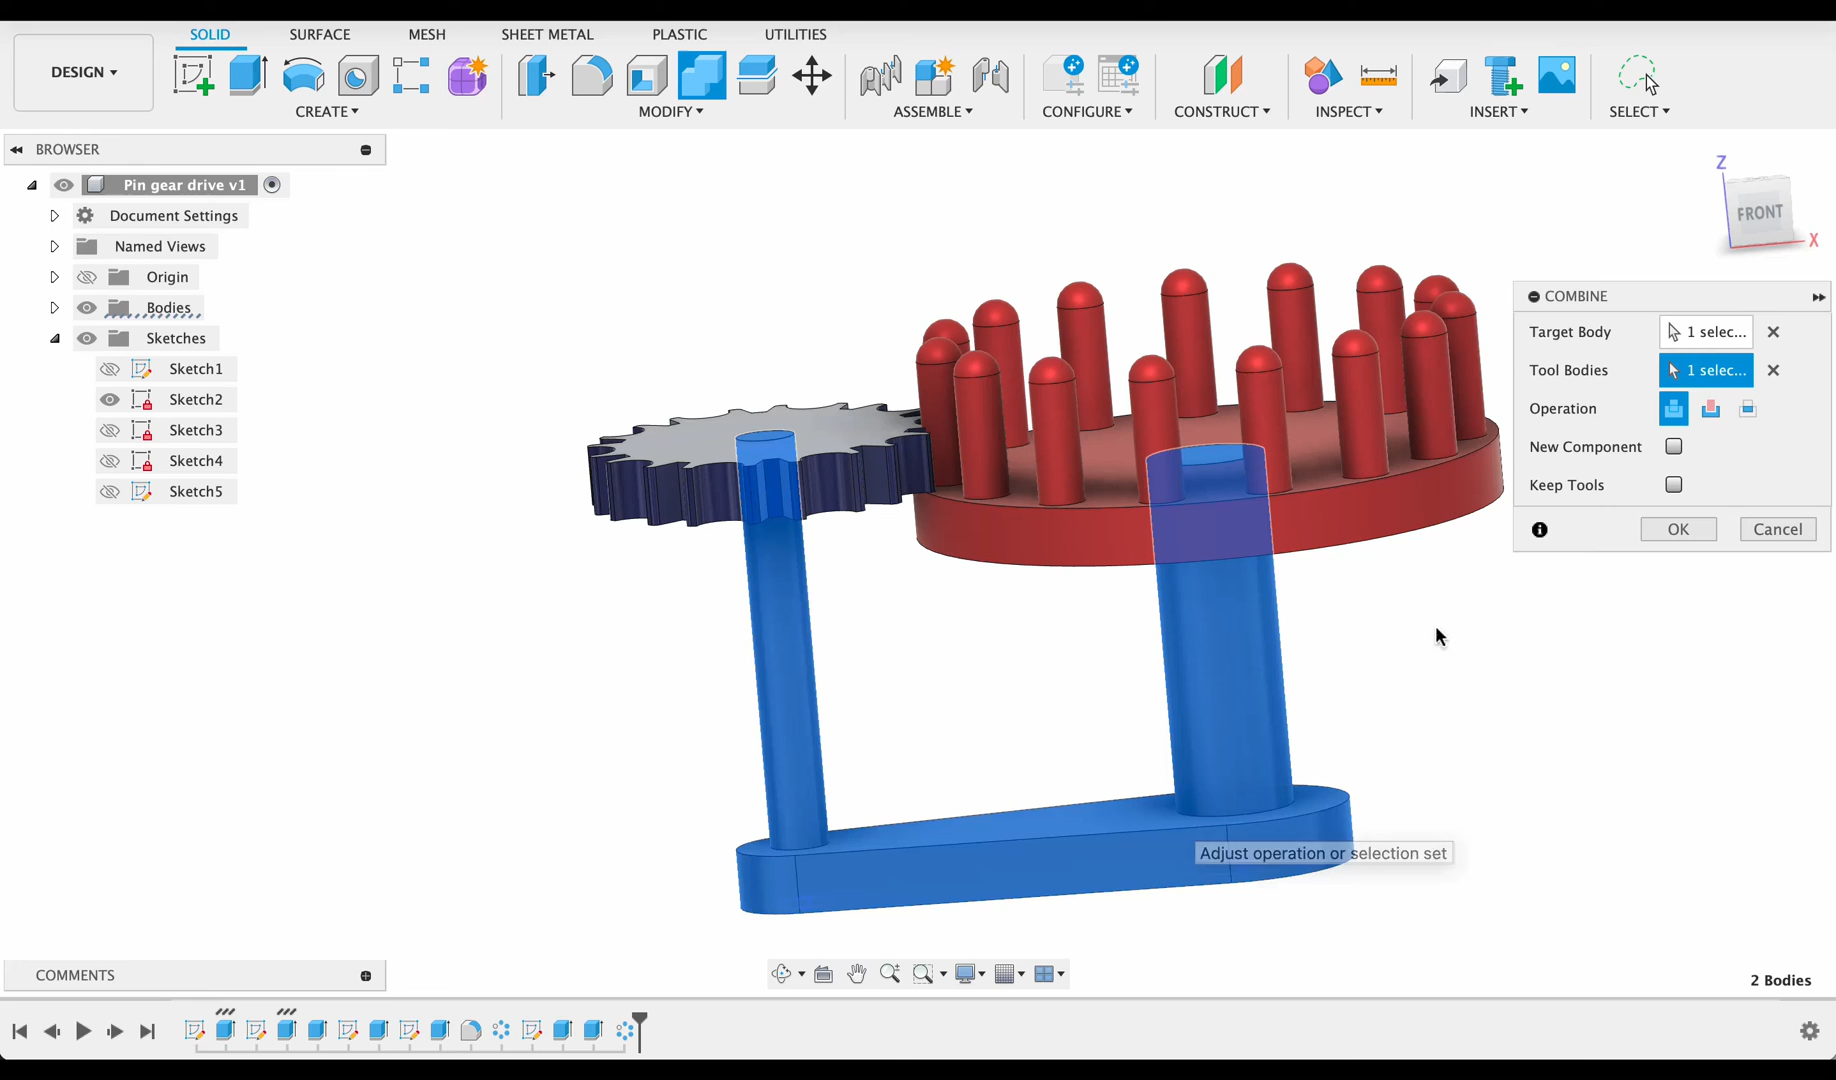 SOLID SURFACE MESH SHEET METAL PLASTIC UTILITIES
DESIGN
CREATE MODIFY ASSEMBLE CONFIGURE CONSTRUCT INSPECT INSERT SELECT
BROWSER
Pin gear drive v1
Document Settings
Named Views
Origin
Bodies
Sketches
Sketch1
Sketch2
Sketch3
Sketch4
Sketch5
Z
FRONT
X
COMBINE
Target Body 1 selec...
Tool Bodies 1 selec...
Operation
New Component
Keep Tools
OK Cancel
Adjust operation or selection set
COMMENTS
2 Bodies